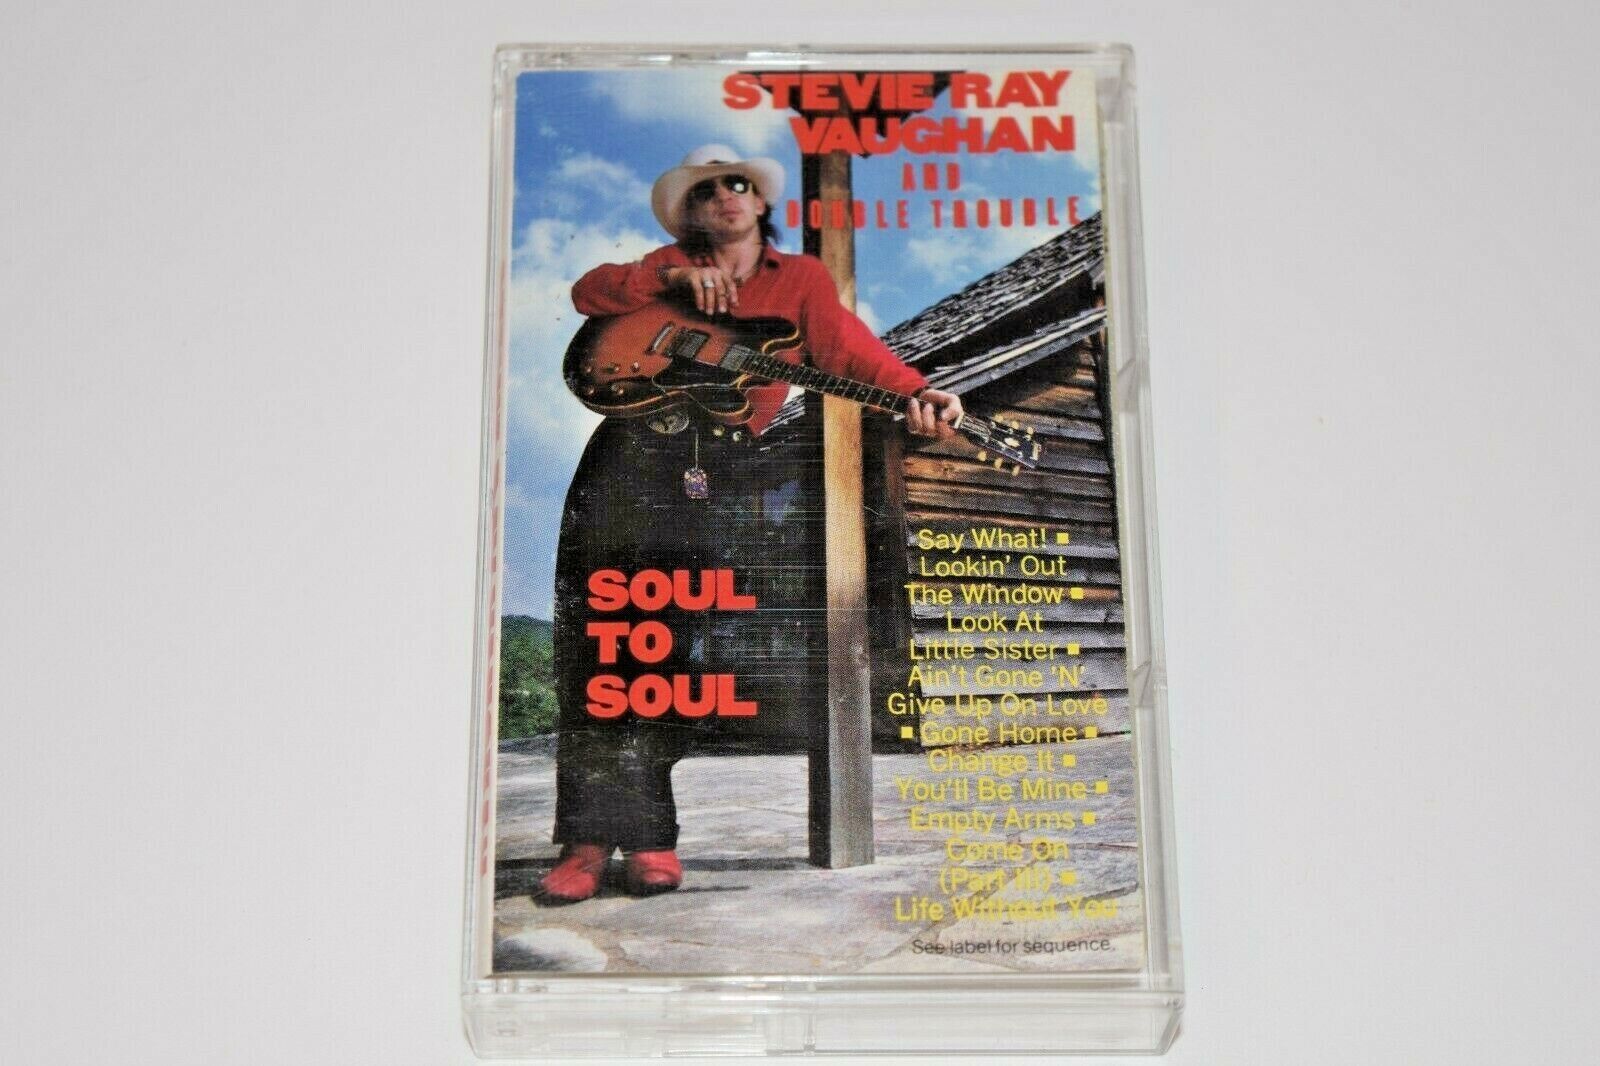 STEVIE RAY
VAUGHAN
AND
DOUBLE TROUBLE
SOUL
TO
SOUL
Say What! ■
Lookin' Out
The Window ■
Look At
Little Sister ■
Ain't Gone 'N'
Give Up On Love
■ Gone Home ■
Change It ■
You'll Be Mine ■
Empty Arms ■
Come On
(Part III) ■
Life Without You
See label for sequence.